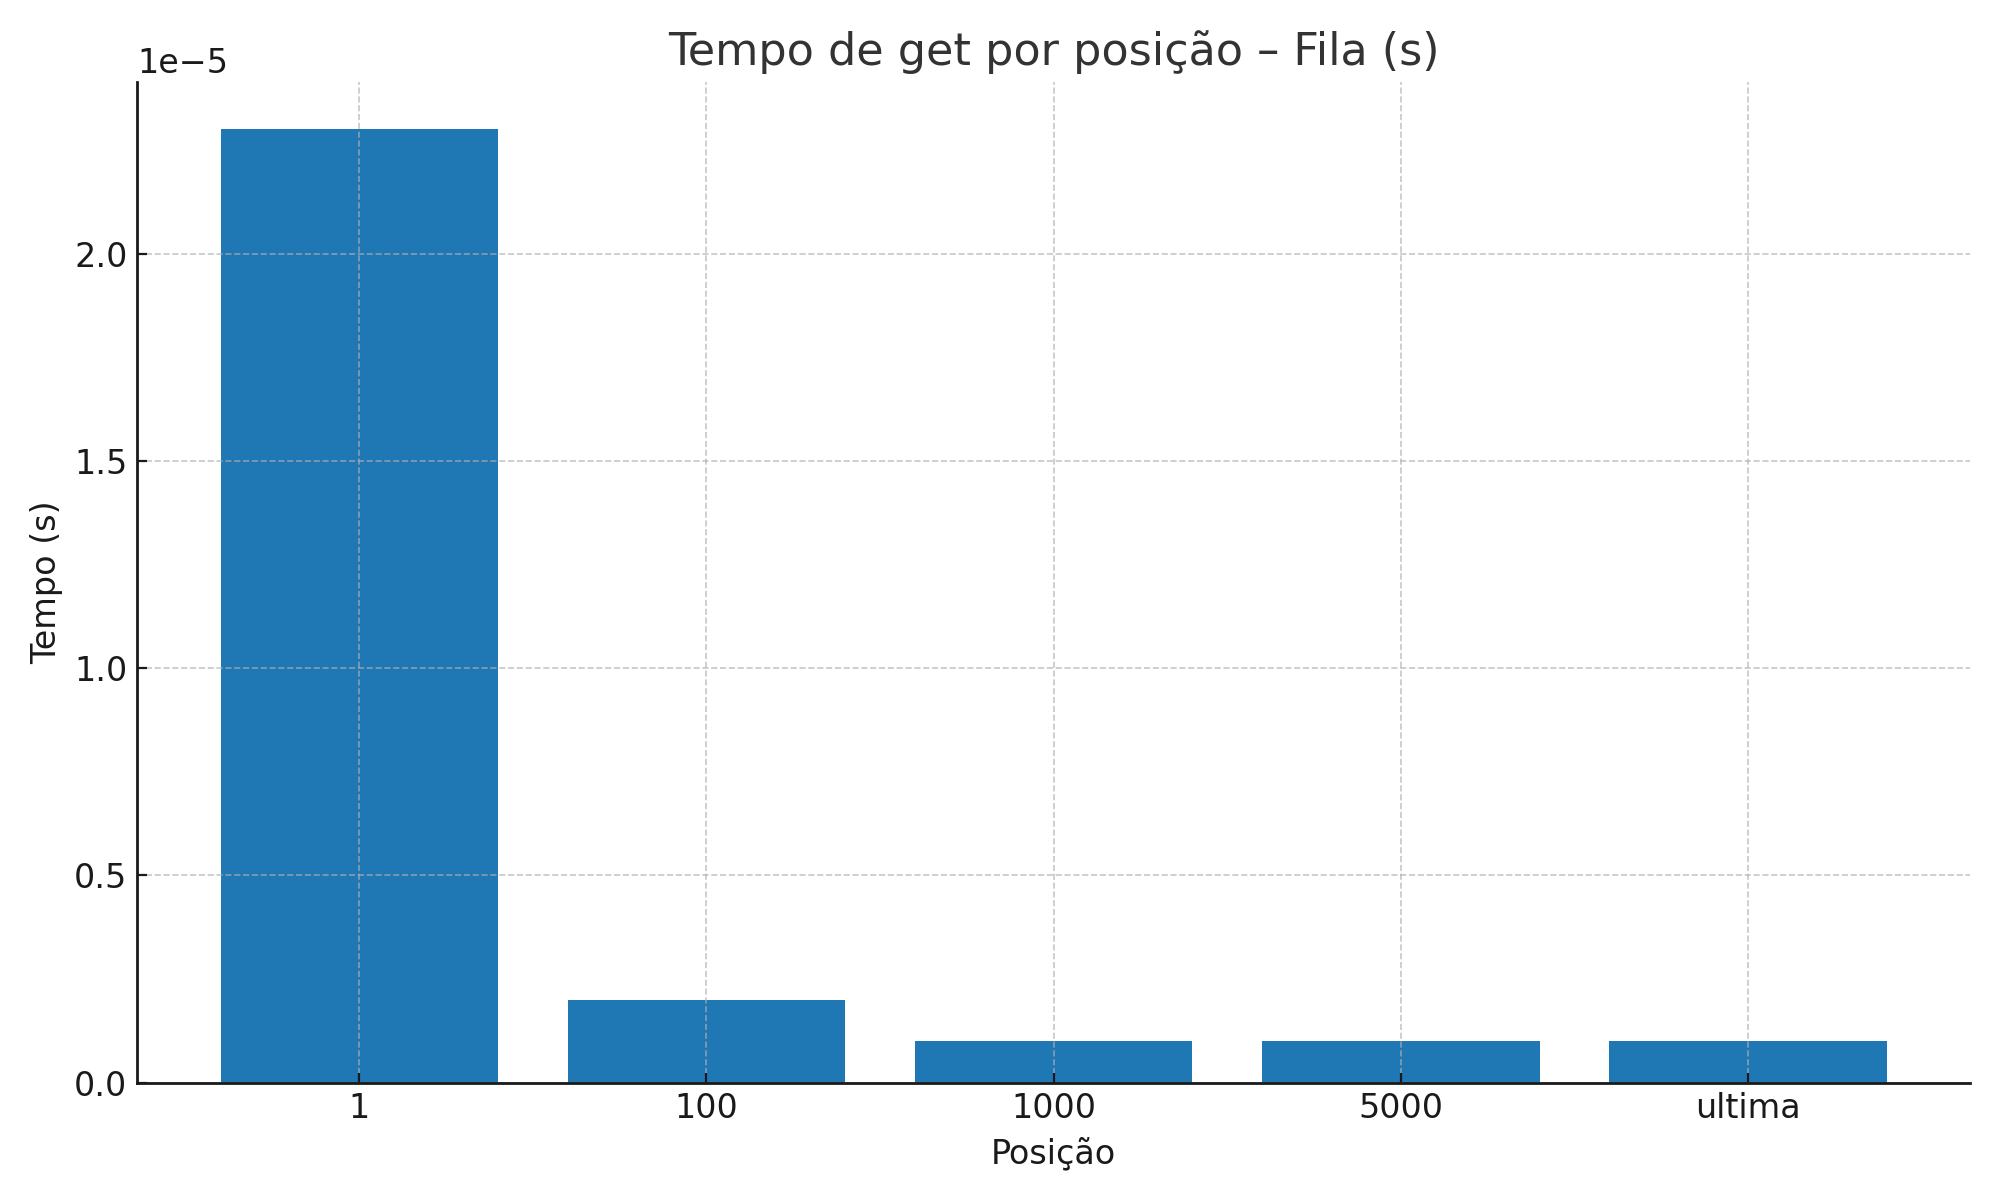 Tempo de get por posição – Fila (s)
1e−5
2.0
1.5
1.0
0.5
0.0
Tempo (s)
1 100 1000 5000 ultima
Posição